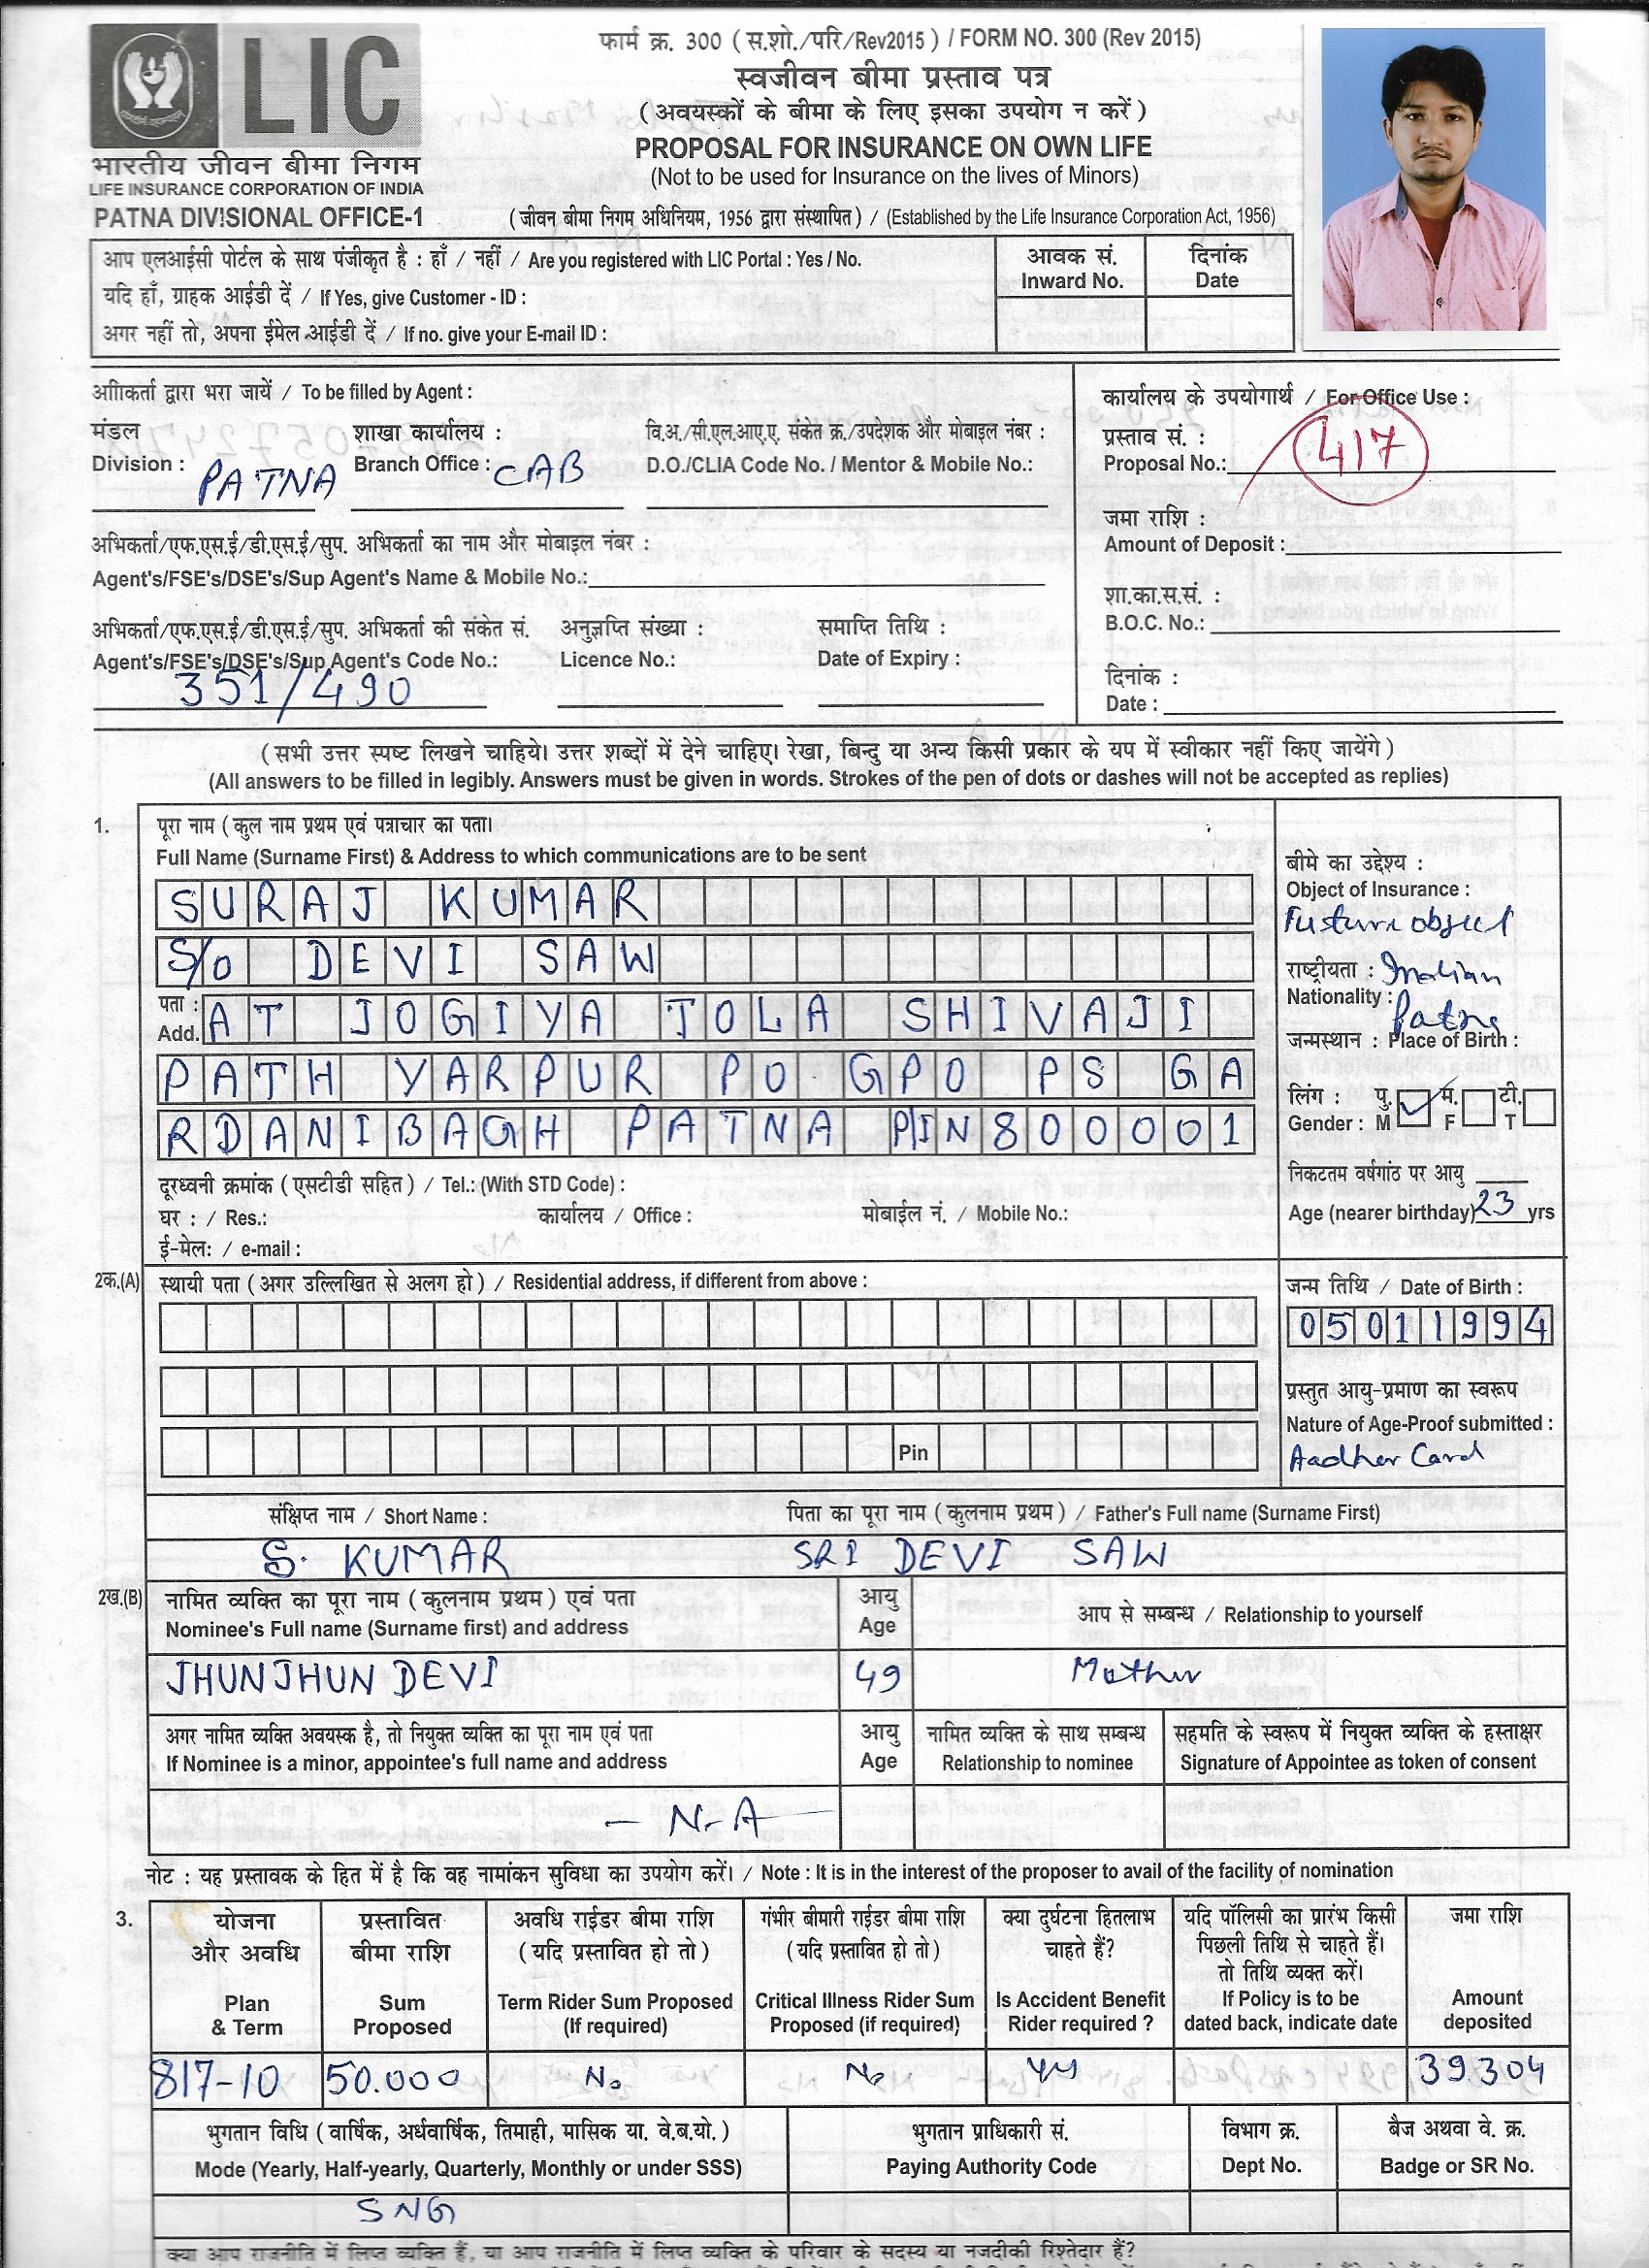 फार्म क्र. 300 ( स.शो./परि/Rev2015 ) / FORM NO. 300 (Rev 2015)
स्वजीवन बीमा प्रस्ताव पत्र
( अवयस्कों के बीमा के लिए इसका उपयोग न करें )
PROPOSAL FOR INSURANCE ON OWN LIFE
(Not to be used for Insurance on the lives of Minors)
LIC
भारतीय जीवन बीमा निगम
LIFE INSURANCE CORPORATION OF INDIA
PATNA DIVISIONAL OFFICE-1
( जीवन बीमा निगम अधिनियम, 1956 द्वारा संस्थापित ) / (Established by the Life Insurance Corporation Act, 1956)
आप एलआईसी पोर्टल के साथ पंजीकृत है : हाँ / नहीं / Are you registered with LIC Portal : Yes / No.
यदि हाँ, ग्राहक आईडी दें / If Yes, give Customer - ID :
अगर नहीं तो, अपना ईमेल आईडी दें / If no. give your E-mail ID :
आवक सं. दिनांक
Inward No. Date
अाािकर्ता द्वारा भरा जायें / To be filled by Agent :
मंडल शाखा कार्यालय : वि.अ./सी.एल.आए.ए. संकेत क्र./उपदेशक और मोबाइल नंबर :
Division : PATNA Branch Office : CAB D.O./CLIA Code No. / Mentor & Mobile No.:
अभिकर्ता/एफ.एस.ई/डी.एस.ई/सुप. अभिकर्ता का नाम और मोबाइल नंबर :
Agent's/FSE's/DSE's/Sup Agent's Name & Mobile No.:
अभिकर्ता/एफ.एस.ई/डी.एस.ई/सुप. अभिकर्ता की संकेत सं. अनुज्ञप्ति संख्या : समाप्ति तिथि :
Agent's/FSE's/DSE's/Sup Agent's Code No.: Licence No.: Date of Expiry :
351/490
कार्यालय के उपयोगार्थ / For Office Use :
प्रस्ताव सं. :
Proposal No.: 417
जमा राशि :
Amount of Deposit :
शा.का.स.सं. :
B.O.C. No.:
दिनांक :
Date :
( सभी उत्तर स्पष्ट लिखने चाहिये। उत्तर शब्दों में देने चाहिए। रेखा, बिन्दु या अन्य किसी प्रकार के यप में स्वीकार नहीं किए जायेंगे )
(All answers to be filled in legibly. Answers must be given in words. Strokes of the pen of dots or dashes will not be accepted as replies)
1. पूरा नाम ( कुल नाम प्रथम एवं पत्राचार का पता।
Full Name (Surname First) & Address to which communications are to be sent
SURAJ KUMAR
S/O DEVI SAW
पता :
Add. AT JOGIYA TOLA SHIVAJI
PATH YARPUR PO GPO PS GA
RDANIBAGH PATNA PIN 800001
दूरध्वनी क्रमांक ( एसटीडी सहित ) / Tel.: (With STD Code) :
घर : / Res.: कार्यालय / Office : मोबाईल नं. / Mobile No.:
ई-मेल: / e-mail :
बीमे का उद्देश्य :
Object of Insurance :
Future object
राष्ट्रीयता : Indian
Nationality :
Patna
जन्मस्थान : Place of Birth :
लिंग : पु. म. टी.
Gender : M F T
निकटतम वर्षगांठ पर आयु
Age (nearer birthday) 23 yrs
2क.(A) स्थायी पता ( अगर उल्लिखित से अलग हो ) / Residential address, if different from above :
Pin
जन्म तिथि / Date of Birth :
05011994
प्रस्तुत आयु-प्रमाण का स्वरूप
Nature of Age-Proof submitted :
Aadher Card
संक्षिप्त नाम / Short Name : पिता का पूरा नाम ( कुलनाम प्रथम ) / Father's Full name (Surname First)
S. KUMAR SRI DEVI SAW
2ख.(B) नामित व्यक्ति का पूरा नाम ( कुलनाम प्रथम ) एवं पता आयु आप से सम्बन्ध / Relationship to yourself
Nominee's Full name (Surname first) and address Age
JHUNJHUN DEVI 49 Mother
अगर नामित व्यक्ति अवयस्क है, तो नियुक्त व्यक्ति का पूरा नाम एवं पता आयु नामित व्यक्ति के साथ सम्बन्ध सहमति के स्वरूप में नियुक्त व्यक्ति के हस्ताक्षर
If Nominee is a minor, appointee's full name and address Age Relationship to nominee Signature of Appointee as token of consent
- N-A
नोट : यह प्रस्तावक के हित में है कि वह नामांकन सुविधा का उपयोग करें। / Note : It is in the interest of the proposer to avail of the facility of nomination
3. योजना और अवधि प्रस्तावित बीमा राशि अवधि राईडर बीमा राशि ( यदि प्रस्तावित हो तो ) गंभीर बीमारी राईडर बीमा राशि ( यदि प्रस्तावित हो तो ) क्या दुर्घटना हितलाभ चाहते हैं? यदि पॉलिसी का प्रारंभ किसी पिछली तिथि से चाहते हैं। तो तिथि व्यक्त करें। जमा राशि
Plan & Term Sum Proposed Term Rider Sum Proposed (If required) Critical Illness Rider Sum Proposed (if required) Is Accident Benefit Rider required ? If Policy is to be dated back, indicate date Amount deposited
817-10 50.000 No No 39304
भुगतान विधि ( वार्षिक, अर्धवार्षिक, तिमाही, मासिक या. वे.ब.यो. ) भुगतान प्राधिकारी सं. विभाग क्र. बैज अथवा वे. क्र.
Mode (Yearly, Half-yearly, Quarterly, Monthly or under SSS) Paying Authority Code Dept No. Badge or SR No.
SNG
क्या आप राजनीति में लिप्त व्यक्ति हैं, या आप राजनीति में लिप्त व्यक्ति के परिवार के सदस्य या नजदीकी रिश्तेदार हैं?